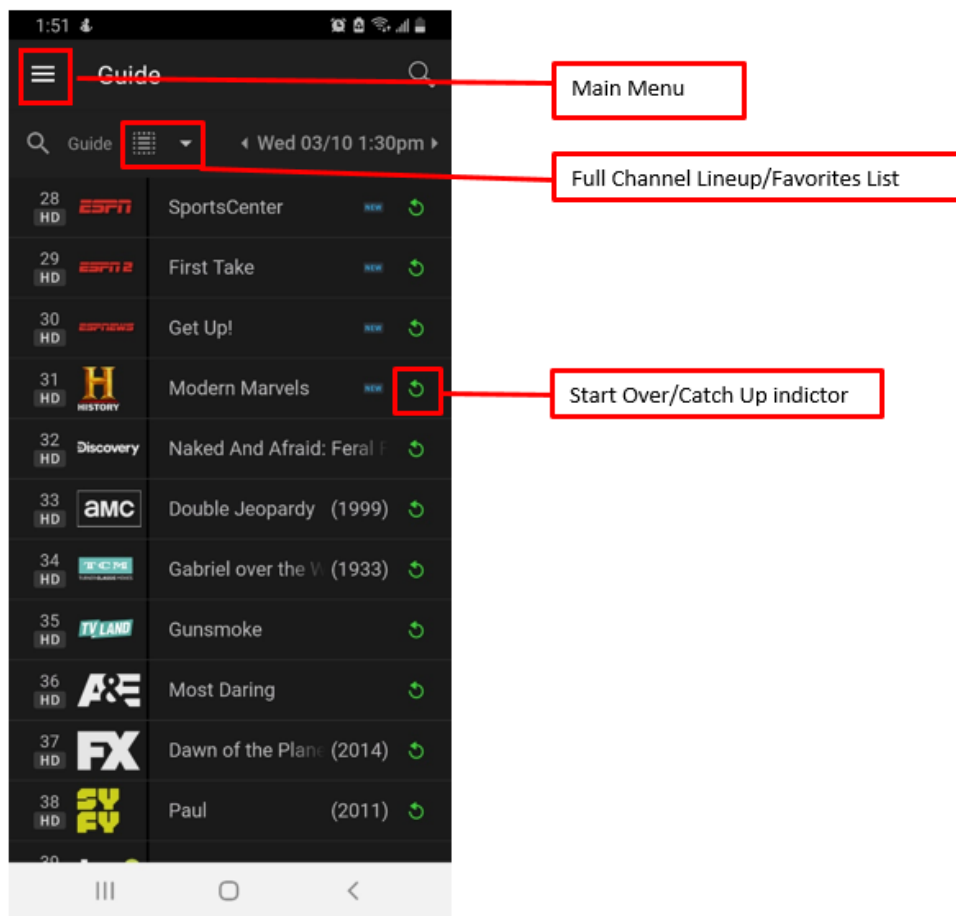 1:51
Guide
Main Menu
Guide
Wed 03/10 1:30pm
Full Channel Lineup/Favorites List
28
HD
ESPN
SportsCenter
NEW
29
HD
ESPN 2
First Take
NEW
30
HD
ESPNEWS
Get Up!
NEW
31
HD
H
HISTORY
Modern Marvels
NEW
Start Over/Catch Up indictor
32
HD
Discovery
Naked And Afraid: Feral F
33
HD
aMC
Double Jeopardy (1999)
34
HD
TCM
Gabriel over the W (1933)
35
HD
TV LAND
Gunsmoke
36
HD
A&E
Most Daring
37
HD
FX
Dawn of the Plane (2014)
38
HD
SYFY
Paul (2011)
39